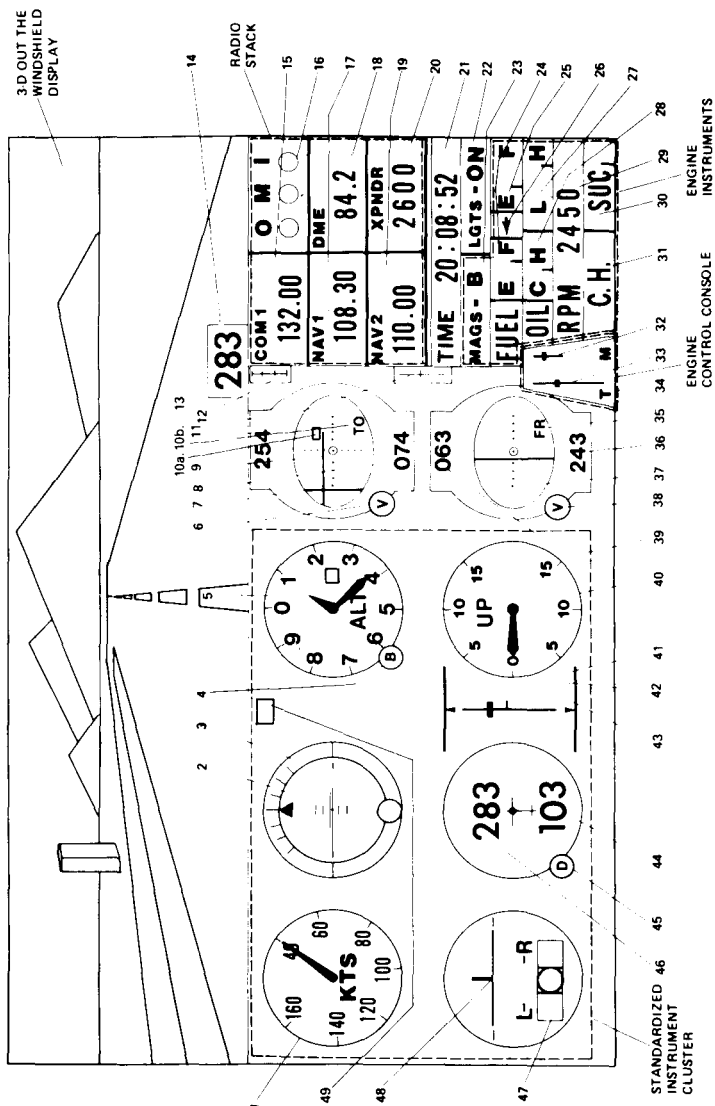 3-D OUT THE
WINDSHIELD
DISPLAY
14
RADIO
STACK
15
16
17
18
19
20
21
22
23
24
25
26
27
28
29
30
31
ENGINE
INSTRUMENTS
32
33
34
ENGINE
CONTROL CONSOLE
35
36
37
38
39
40
41
42
43
44
45
46
STANDARDIZED
INSTRUMENT
CLUSTER
47
48
49
2 3 4 5 6 7 8 9 10a. 10b. 11 12 13
283
COM 1
132.00
O M I
NAV1
108.30
DME
84.2
NAV2
110.00
XPNDR
2600
TIME 20:08:52
MAGS - B LGTS - ON
FUEL E F E F
OIL C H L H
RPM 2450
C.H. SUC
T M
254
TO
074
V
063
FR
243
V
0 1 2 3 4 5 6 7 8 9
ALT
B
UP
0 5 10 15 15 10 5
283
103
D
40 60 80 100 120 140 160
KTS
L- -R